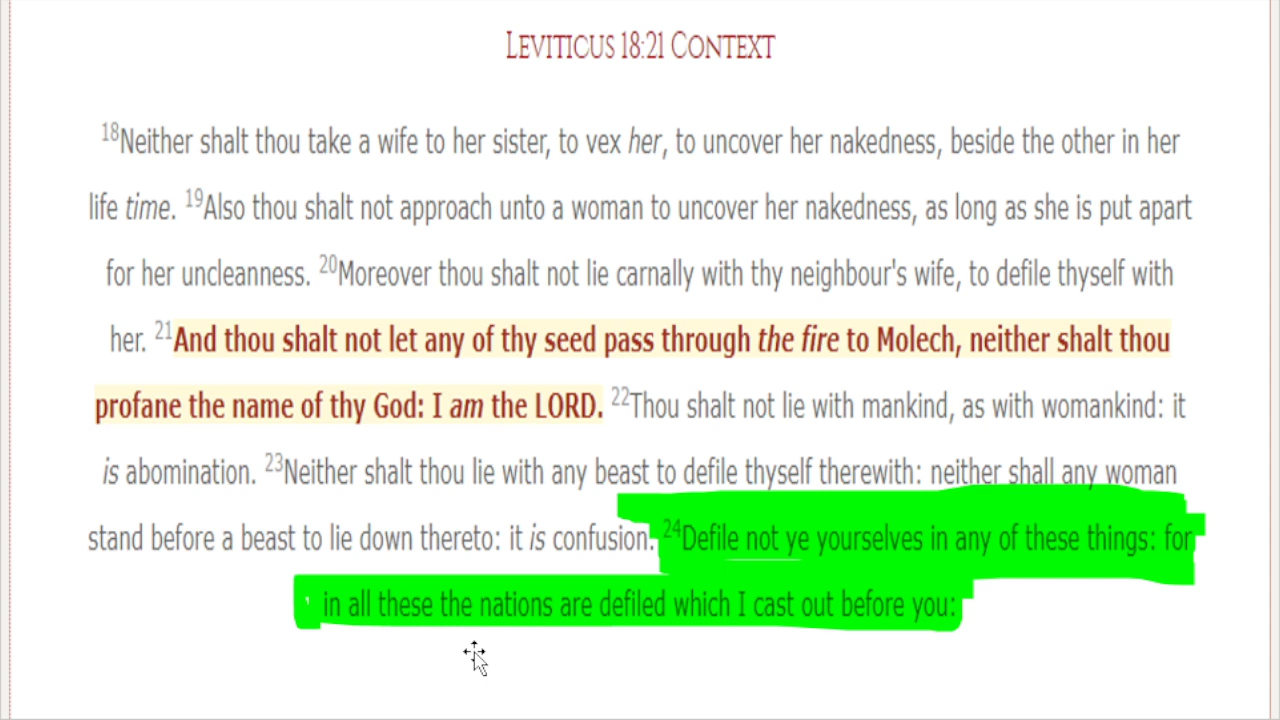 LEVITICUS 18:21 CONTEXT
18Neither shalt thou take a wife to her sister, to vex her, to uncover her nakedness, beside the other in her
life time. 19Also thou shalt not approach unto a woman to uncover her nakedness, as long as she is put apart
for her uncleanness. 20Moreover thou shalt not lie carnally with thy neighbour's wife, to defile thyself with
her. 21And thou shalt not let any of thy seed pass through the fire to Molech, neither shalt thou
profane the name of thy God: I am the LORD. 22Thou shalt not lie with mankind, as with womankind: it
is abomination. 23Neither shalt thou lie with any beast to defile thyself therewith: neither shall any woman
stand before a beast to lie down thereto: it is confusion. 24Defile not ye yourselves in any of these things: for
in all these the nations are defiled which I cast out before you: